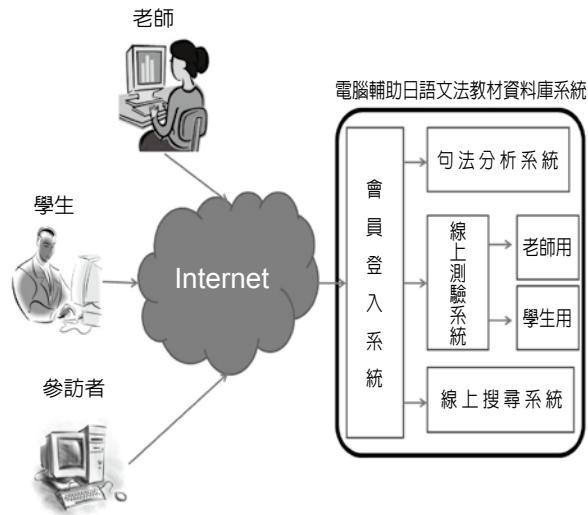 老師
電腦輔助日語文法教材資料庫系統
學生
參訪者
Internet
會員登入系統
句法分析系統
線上測驗系統
老師用
學生用
線上搜尋系統